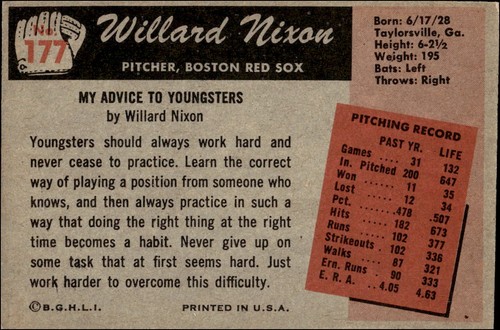 No.
177
Willard Nixon
PITCHER, BOSTON RED SOX
Born: 6/17/28
Taylorsville, Ga.
Height: 6-2½
Weight: 195
Bats: Left
Throws: Right
MY ADVICE TO YOUNGSTERS
by Willard Nixon
Youngsters should always work hard and
never cease to practice. Learn the correct
way of playing a position from someone who
knows, and then always practice in such a
way that doing the right thing at the right
time becomes a habit. Never give up on
some task that at first seems hard. Just
work harder to overcome this difficulty.
PITCHING RECORD
PAST YR. LIFE
Games .... 31 132
In. Pitched 200 647
Won ...... 11 35
Lost ..... 12 34
Pct. ..... .478 .507
Hits ..... 182 673
Runs ..... 102 377
Strikeouts .. 102 336
Walks .... 87 321
Ern. Runs .. 90 333
E. R. A. .. 4.05 4.63
©B.G.H.L.I. PRINTED IN U.S.A.